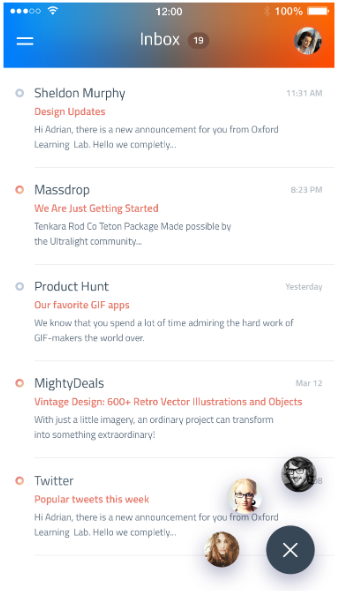 12:00 100%
Inbox 19
Sheldon Murphy 11:31 AM
Design Updates
Hi Adrian, there is a new announcement for you from Oxford
Learning Lab. Hello we completly...
Massdrop 8:23 PM
We Are Just Getting Started
Tenkara Rod Co Teton Package Made possible by
the Ultralight community...
Product Hunt Yesterday
Our favorite GIF apps
We know that you spend a lot of time admiring the hard work of
GIF-makers the world over.
MightyDeals Mar 12
Vintage Design: 600+ Retro Vector Illustrations and Objects
With just a little imagery, an ordinary project can transform
into something extraordinary!
Twitter
Popular tweets this week
Hi Adrian, there is a new announcement for you from Oxford
Learning Lab. Hello we completly...